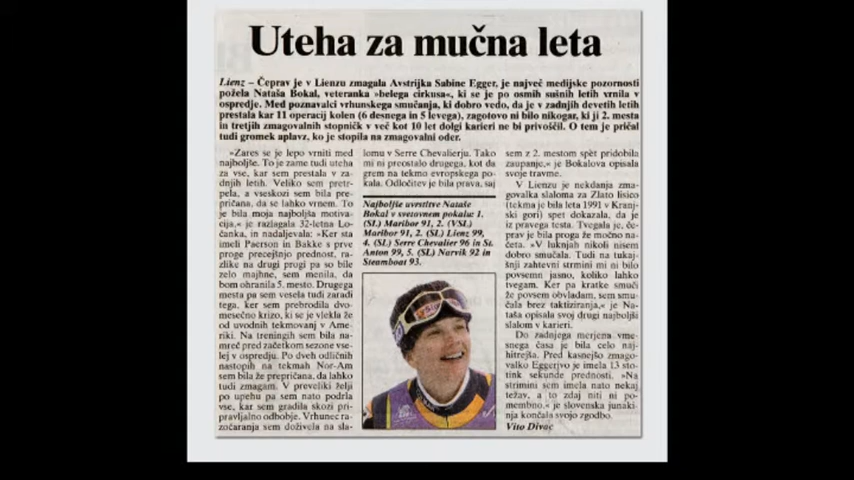 Uteha za mučna leta
Lienz – Čeprav je v Lienzu zmagala Avstrijka Sabine Egger, je največ medijske pozornosti
požela Nataša Bokal, veteranka »belega cirkusa«, ki se je po osmih sušnih letih vrnila v
ospredje. Med poznavalci vrhunskega smučanja, ki dobro vedo, da je v zadnjih devetih letih
prestala kar 11 operacij kolen (6 desnega in 5 levega), zagotovo ni bilo nikogar, ki ji 2. mesta
in tretjih zmagovalnih stopničk v več kot 10 let dolgi karieri ne bi privoščil. O tem je pričal
tudi gromek aplavz, ko je stopila na zmagovalni oder.
»Zares se je lepo vrniti med
najboljše. To je zame tudi uteha
za vse, kar sem prestala v za-
dnjih letih. Veliko sem pretr-
pela, a vseskozi sem bila pre-
pričana, da se lahko vrnem. To
je bila moja najboljša motiva-
cija,« je razlagala 32-letna Lo-
čanka, in nadaljevala: »Ker sta
imeli Paerson in Bakke s prve
proge precejšnjo prednost, ra-
zlike na drugi progi pa so bile
zelo majhne, sem menila, da
bom ohranila 5. mesto. Drugega
mesta pa sem vesela tudi zaradi
tega, ker sem prebrodila dvo-
mesečno krizo, ki se je vlekla že
od uvodnih tekmovanj v Ame-
riki. Na treningih sem bila na-
mreč pred začetkom sezone vse-
lej v ospredju. Po dveh odličnih
nastopih na tekmah Nor-Am
sem bila že prepričana, da lahko
tudi zmagam. V preveliki želji
po uspehu pa sem nato podrla
vse, kar sem gradila skozi pri-
pravljalno obdobje. Vrhunec ra-
zočaranja sem doživela na sla-
lomu v Serre Chevalierju. Tako
mi ni preostalo drugega, kot da
grem na tekmo evropskega po-
kala. Odločitev je bila prava, saj
Najboljše uvrstitve Nataše
Bokal v svetovnem pokalu: 1.
(SL) Maribor 91, 2. (VSL)
Maribor 91, 2. (SL) Lienz 99,
4. (SL) Serre Chevalier 96 in St.
Anton 99, 5. (SL) Narvik 92 in
Steamboat 93.
sem z 2. mestom spet pridobila
zaupanje,« je Bokalova opisala
svoje travme.
V Lienzu je nekdanja zma-
govalka slaloma za Zlato lisico
(tekma je bila leta 1991 v Kranj-
ski gori) spet dokazala, da je
iz pravega testa. Tvegala je, če-
prav je bila proga že močno na-
četa. »V luknjah nikoli nisem
dobro smučala. Tudi na tukaj-
šnji zahtevni strmini mi ni bilo
povsem jasno, koliko lahko
tvegam. Ker pa kratke smuči
že povsem obvladam, sem smu-
čala brez taktiziranja,« je Na-
taša opisala svoj drugi najboljši
slalom v karieri.
Do zadnjega merjena vme-
snega časa je bila celo naj-
hitrejša. Pred kasnejšo zmago-
valko Eggerjvo je imela 13 sto-
tink sekunde prednosti. »Na
strmini sem imela nato nekaj
težav, a to zdaj niti ni po-
membno,« je slovenska junaki-
nja končala svojo zgodbo.
Vito Divac